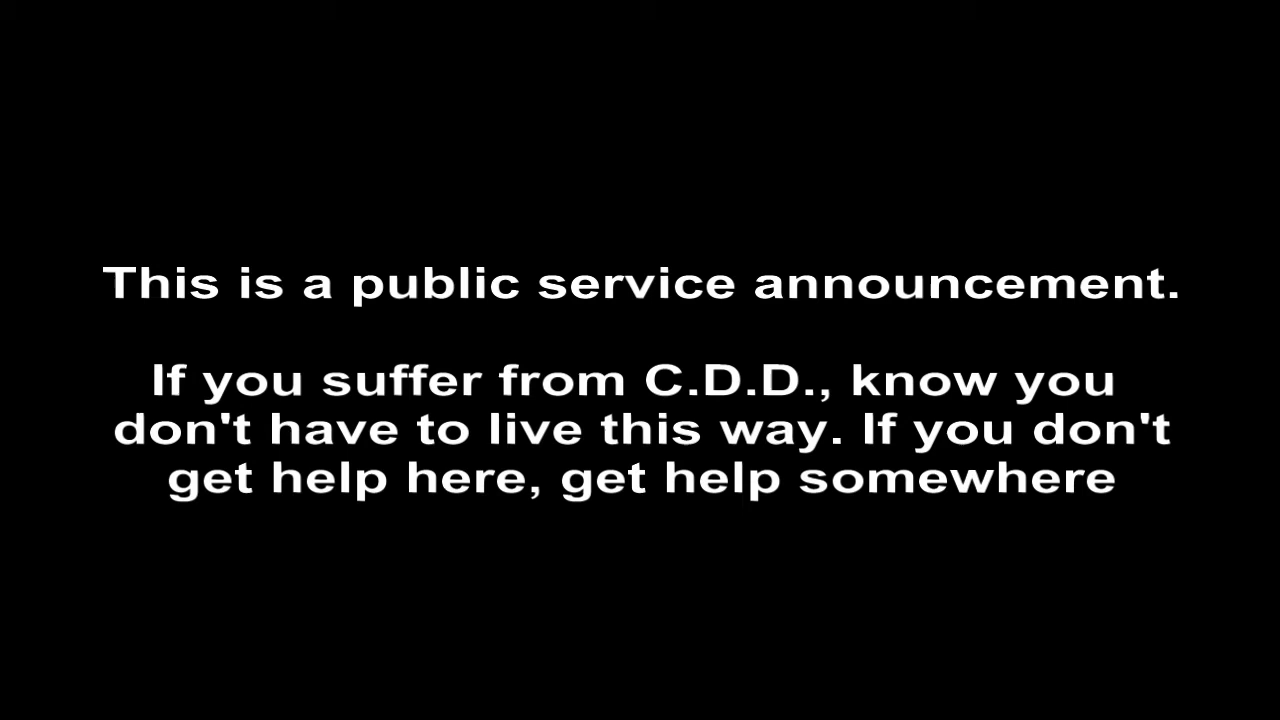 This is a public service announcement.
If you suffer from C.D.D., know you
don't have to live this way. If you don't
get help here, get help somewhere